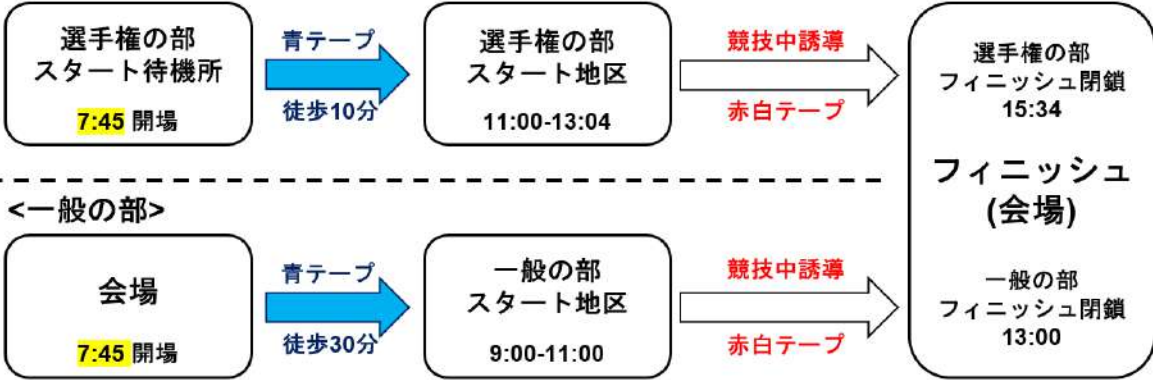 選手権の部
スタート待機所
7:45 開場
青テープ
徒歩10分
選手権の部
スタート地区
11:00-13:04
競技中誘導
赤白テープ
選手権の部
フィニッシュ閉鎖
15:34
フィニッシュ
(会場)
一般の部
フィニッシュ閉鎖
13:00
<一般の部>
会場
7:45 開場
青テープ
徒歩30分
一般の部
スタート地区
9:00-11:00
競技中誘導
赤白テープ